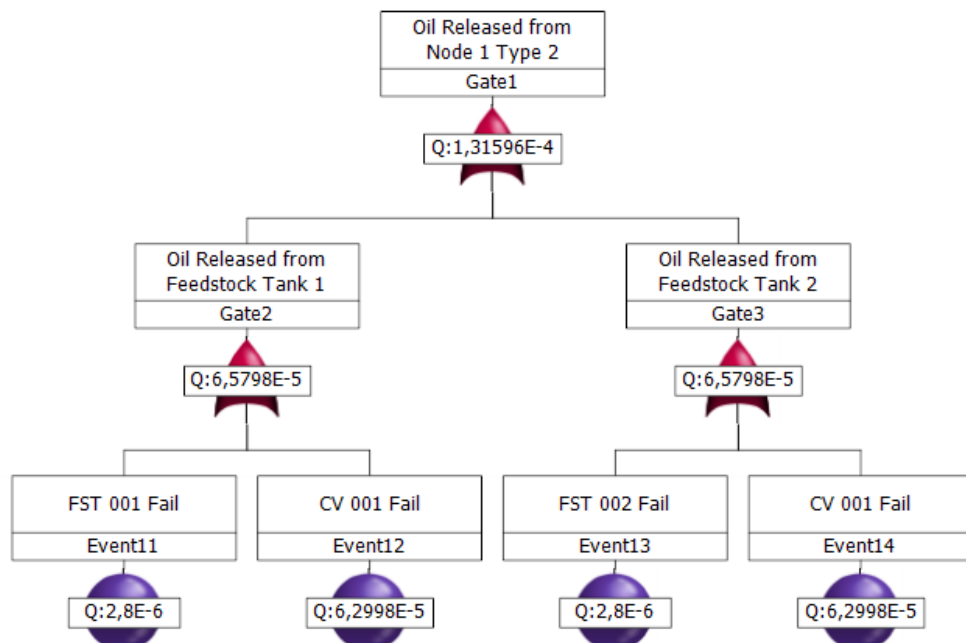 Oil Released from
Node 1 Type 2
Gate1
Q:1,31596E-4
Oil Released from
Feedstock Tank 1
Gate2
Q:6,5798E-5
Oil Released from
Feedstock Tank 2
Gate3
Q:6,5798E-5
FST 001 Fail
Event11
Q:2,8E-6
CV 001 Fail
Event12
Q:6,2998E-5
FST 002 Fail
Event13
Q:2,8E-6
CV 001 Fail
Event14
Q:6,2998E-5